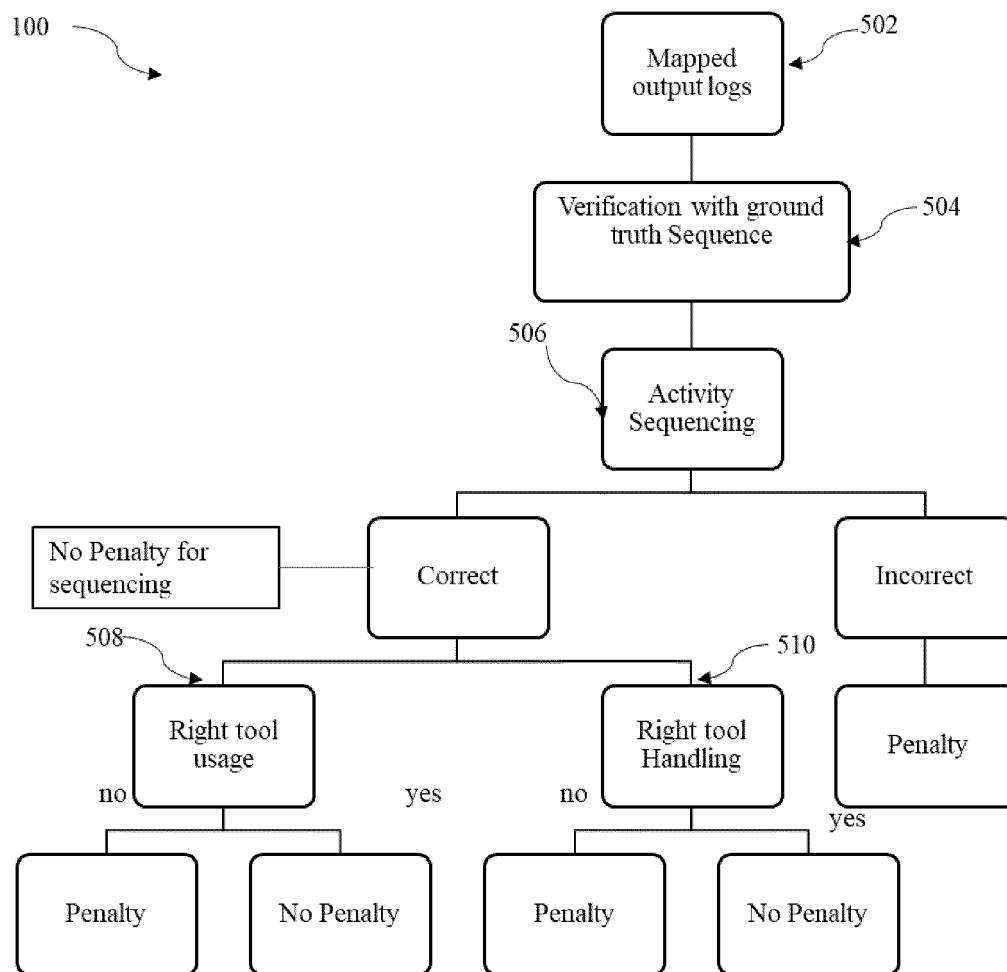 100
502
Mapped
output logs
Verification with ground
truth Sequence
504
506
Activity
Sequencing
No Penalty for
sequencing
Correct
Incorrect
508
510
Right tool
usage
Right tool
Handling
Penalty
no
yes
no
yes
Penalty
No Penalty
Penalty
No Penalty